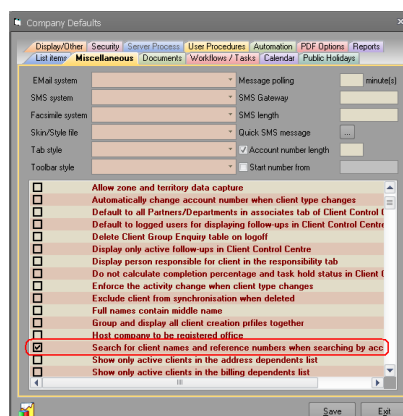 Company Defaults
Display/Other Security Server Process User Procedures Automation PDF Options Reports
List items Miscellaneous Documents Workflows / Tasks Calendar Public Holidays
EMail system Message polling minute(s)
SMS system SMS Gateway
Facsimile system SMS length
Skin/Style file Quick SMS message ...
Tab style Account number length
Toolbar style Start number from
Allow zone and territory data capture
Automatically change account number when client type changes
Default to all Partners/Departments in associates tab of Client Control
Default to logged users for displaying follow-ups in Client Control Centre
Delete Client Group Enquiry table on logoff
Display only active follow-ups in Client Control Centre
Display person responsible for client in the responsibility tab
Do not calculate completion percentage and task hold status in Client
Enforce the activity change when client type changes
Exclude client from synchronisation when deleted
Full names contain middle name
Group and display all client creation prfiles together
Host company to be registered office
Search for client names and reference numbers when searching by acc
Show only active clients in the address dependents list
Show only active clients in the billing dependents list
Save Exit